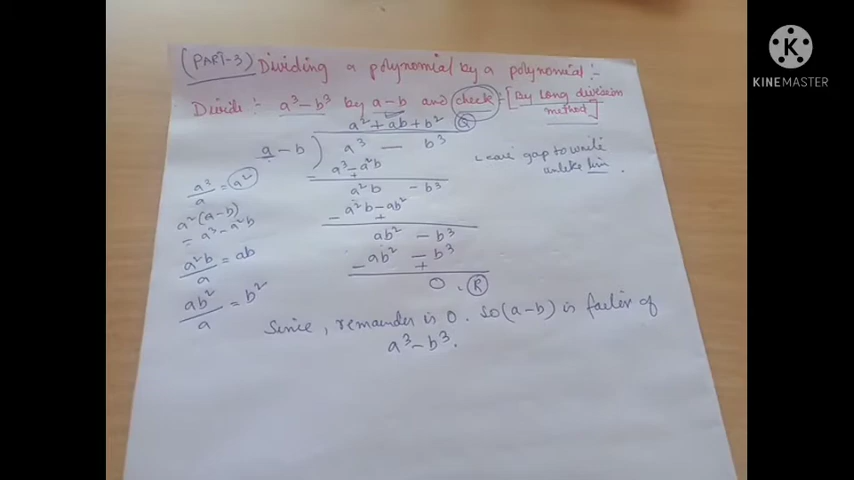 (PART-3) Dividing a polynomial by a polynomial :-
Divide :- a³-b³ by a-b and check :- [By long division
method]
a²+ab+b² Q
a-b) a³ - b³
Leave gap to write
unlike
a³/a = a²
a³-a²b
- +
a²(a-b)
= a³-a²b
a²b - b³
a²b-ab²
- +
a²b/a = ab
ab² - b³
ab² - b³
- +
ab²/a = b²
0. R
Since, remainder is 0. So (a-b) is factor of
a³-b³.
K
KINEMASTER